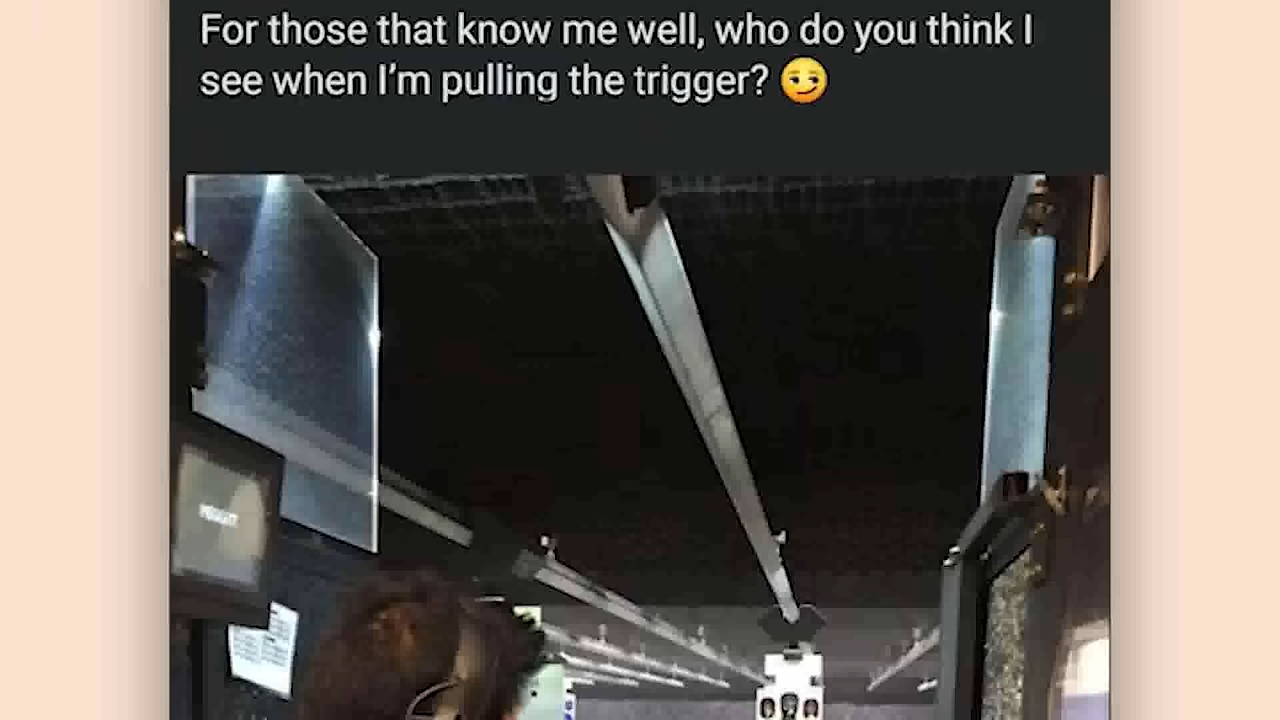 For those that know me well, who do you think I
see when I'm pulling the trigger? 😏